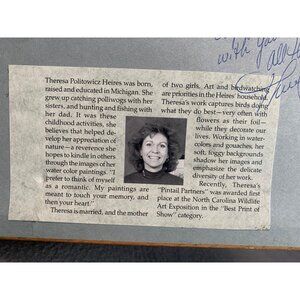 with you
Theresa Politowicz Heires was born,
raised and educated in Michigan. She
grew up catching polliwogs with her
sisters, and hunting and fishing with
her dad. It was these
childhood activities, she
believes that helped de-
velop her appreciation of
nature—a reverence she
hopes to kindle in others
through the images of her
water color paintings. "I
prefer to think of myself
as a romantic. My paintings are
meant to touch your memory, and
then your heart."
Theresa is married, and the mother
of two girls. Art and birdwatching
are priorities in the Heires' household.
Theresa's work captures birds doing
what they do best—very often with
flowers as their foil—
while they decorate our
lives. Working in water-
colors and gouaches, her
soft, foggy backgrounds
shadow her images and
emphasize the delicate
diversity of her work.
Recently, Theresa's
"Pintail Partners" was awarded first
place at the North Carolina Wildlife
Art Exposition in the "Best Print of
Show" category.